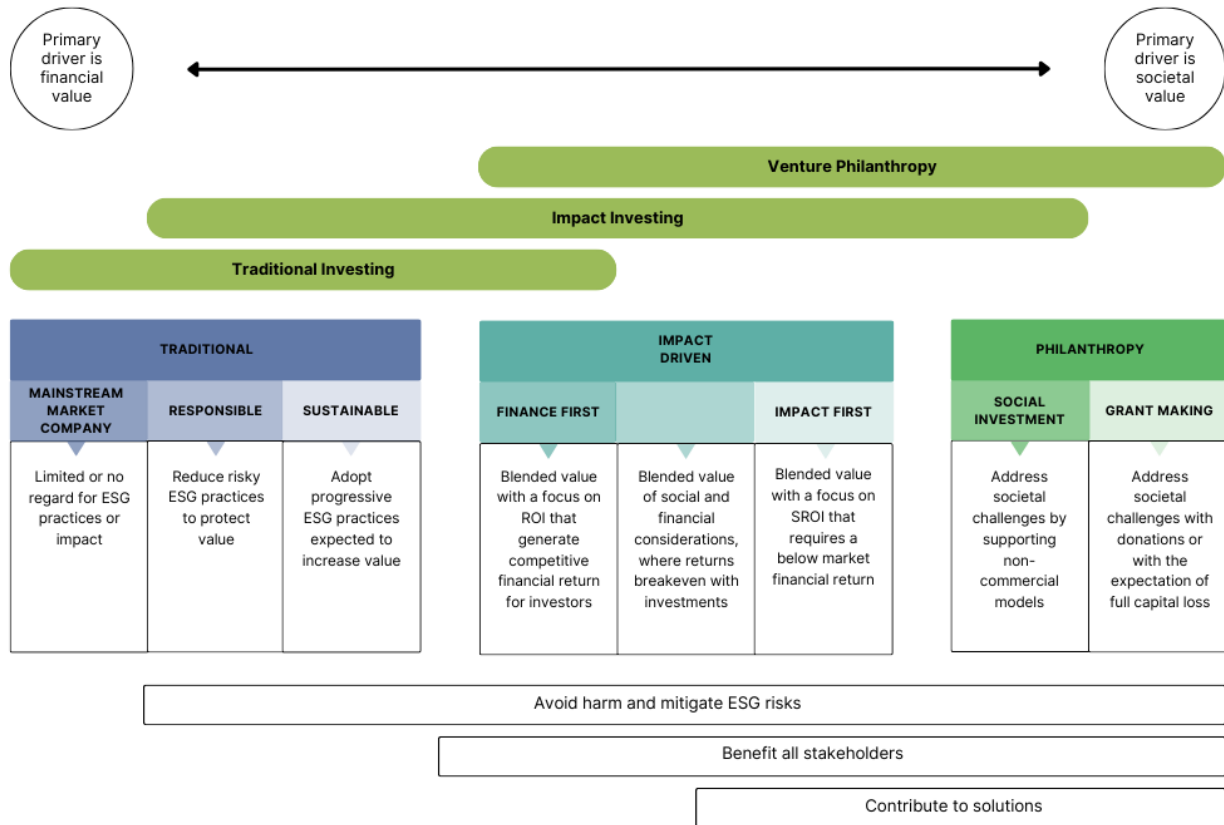 Primary
driver is
financial
value
Primary
driver is
societal
value
Venture Philanthropy
Impact Investing
Traditional Investing
TRADITIONAL
MAINSTREAM
MARKET
COMPANY
RESPONSIBLE
SUSTAINABLE
Limited or no
regard for ESG
practices or
impact
Reduce risky
ESG practices
to protect
value
Adopt
progressive
ESG practices
expected to
increase value
IMPACT
DRIVEN
FINANCE FIRST
IMPACT FIRST
Blended value
with a focus on
ROI that
generate
competitive
financial return
for investors
Blended value
of social and
financial
considerations,
where returns
breakeven with
investments
Blended value
with a focus on
SROI that
requires a
below market
financial return
PHILANTHROPY
SOCIAL
INVESTMENT
GRANT MAKING
Address
societal
challenges by
supporting
non-
commercial
models
Address
societal
challenges with
donations or
with the
expectation of
full capital loss
Avoid harm and mitigate ESG risks
Benefit all stakeholders
Contribute to solutions